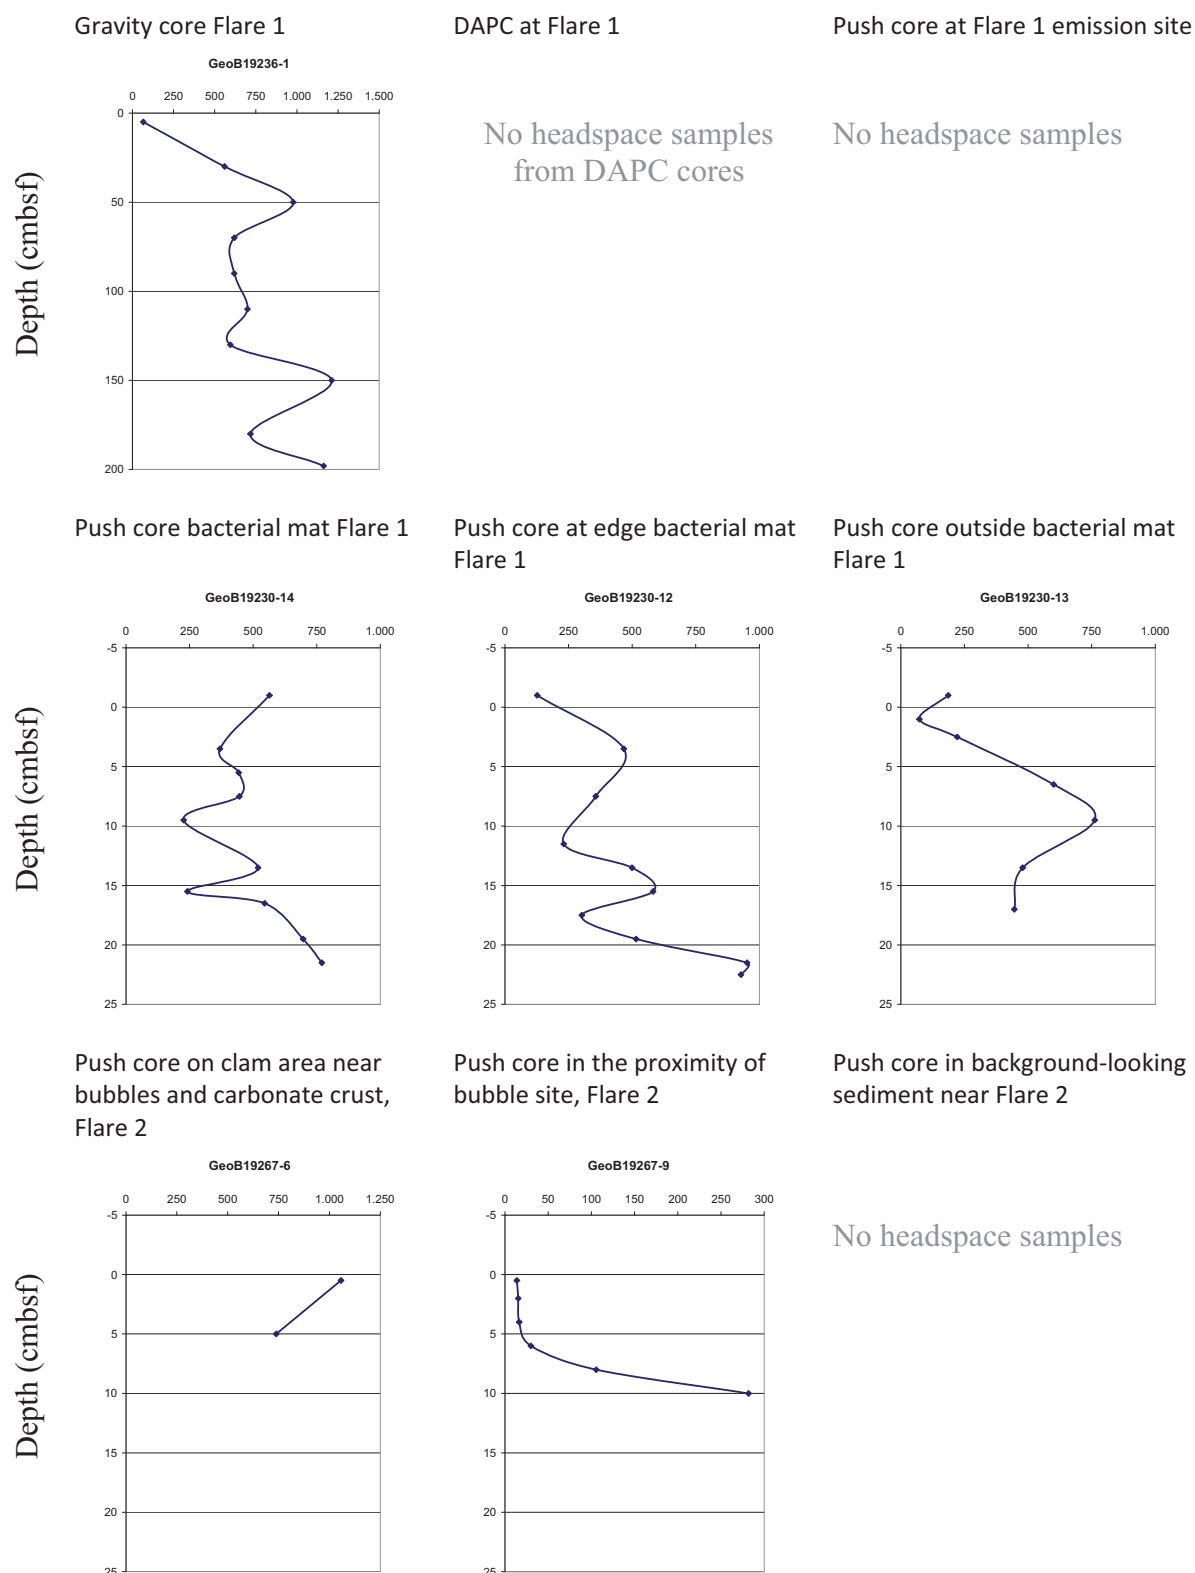 Gravity core Flare 1
DAPC at Flare 1
Push core at Flare 1 emission site
GeoB19236-1
0 250 500 750 1.000 1.250 1.500
0
50
100
150
200
Depth (cmbsf)
No headspace samples
from DAPC cores
No headspace samples
Push core bacterial mat Flare 1
Push core at edge bacterial mat
Flare 1
Push core outside bacterial mat
Flare 1
GeoB19230-14
0 250 500 750 1.000
-5
0
5
10
15
20
25
Depth (cmbsf)
GeoB19230-12
0 250 500 750 1.000
-5
0
5
10
15
20
25
GeoB19230-13
0 250 500 750 1.000
-5
0
5
10
15
20
25
Push core on clam area near
bubbles and carbonate crust,
Flare 2
Push core in the proximity of
bubble site, Flare 2
Push core in background-looking
sediment near Flare 2
GeoB19267-6
0 250 500 750 1.000 1.250
-5
0
5
10
15
20
25
Depth (cmbsf)
GeoB19267-9
0 50 100 150 200 250 300
-5
0
5
10
15
20
25
No headspace samples